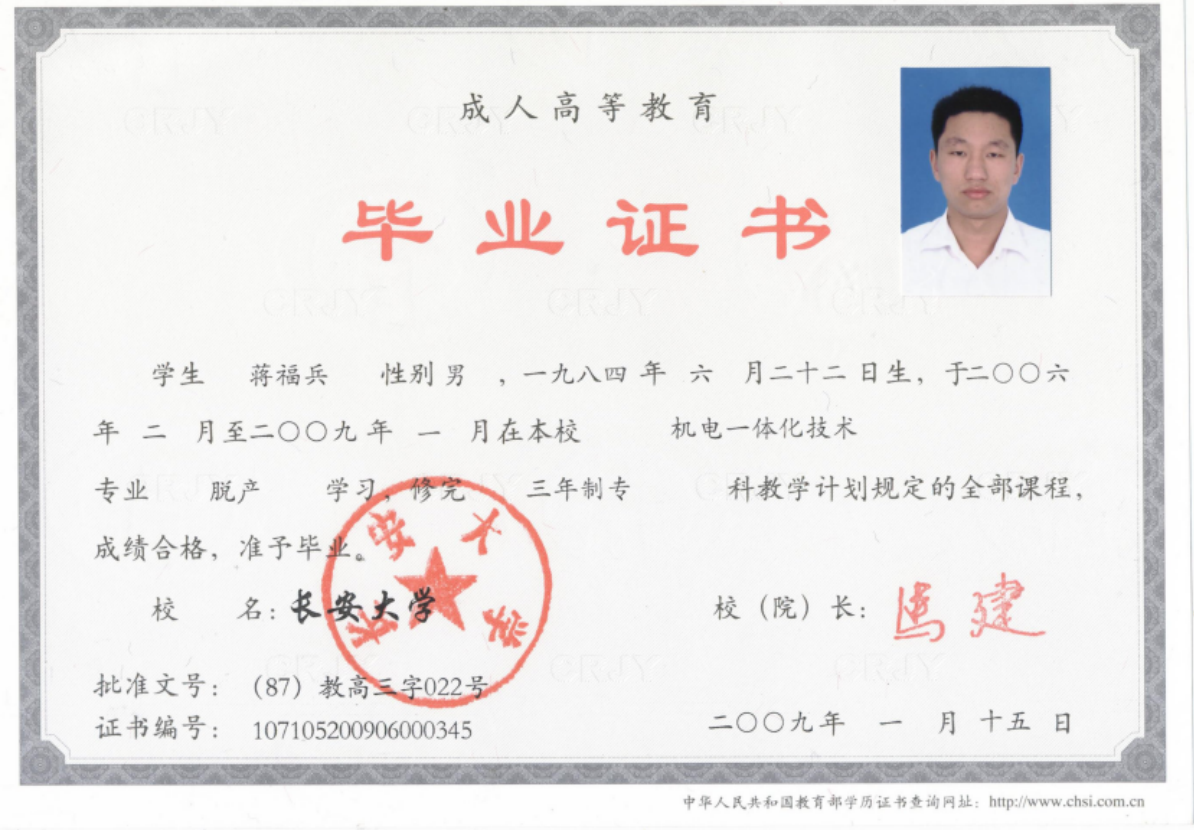 成人高等教育
毕业证书
学生 蒋福兵 性别 男 ，一九八四 年 六 月二十二 日生，于二〇〇六
年 二 月至二〇〇九 年 一 月在本校 机电一体化技术
专业 脱产 学习，修完 三年制专 科教学计划规定的全部课程，
成绩合格，准予毕业。
校 名：长安大学
长安大学
校（院）长：马建
批准文号：（87）教高三字022号
证书编号：107105200906000345
二〇〇九年 一 月 十五 日
中华人民共和国教育部学历证书查询网址：http://www.chsi.com.cn